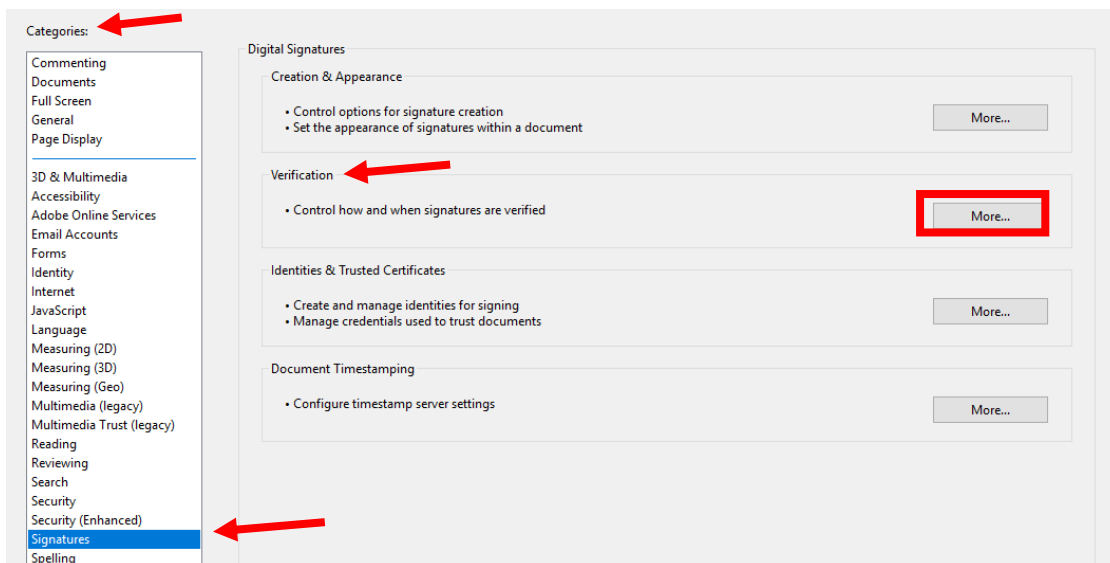 Categories:
Commenting
Documents
Full Screen
General
Page Display
3D & Multimedia
Accessibility
Adobe Online Services
Email Accounts
Forms
Identity
Internet
JavaScript
Language
Measuring (2D)
Measuring (3D)
Measuring (Geo)
Multimedia (legacy)
Multimedia Trust (legacy)
Reading
Reviewing
Search
Security
Security (Enhanced)
Signatures
Spelling
Digital Signatures
Creation & Appearance
• Control options for signature creation
• Set the appearance of signatures within a document
More...
Verification
• Control how and when signatures are verified
More...
Identities & Trusted Certificates
• Create and manage identities for signing
• Manage credentials used to trust documents
More...
Document Timestamping
• Configure timestamp server settings
More...